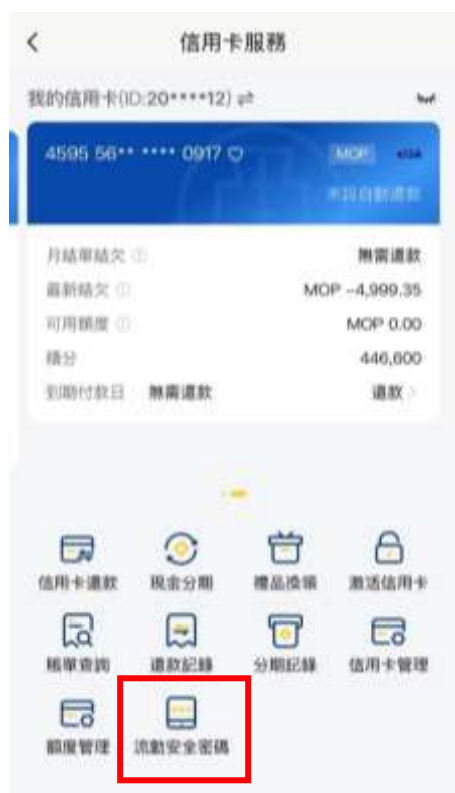 信用卡服務
我的信用卡(ID:20****12)
4595 56** **** 0917 MOP VISA
未設自動還款
月結單結欠 無需還款
最新結欠 MOP -4,999.35
可用額度 MOP 0.00
積分 446,600
到期付款日 無需還款 還款
信用卡還款 現金分期 禮品換領 激活信用卡
賬單查詢 還款記錄 分期記錄 信用卡管理
額度管理 流動安全密碼